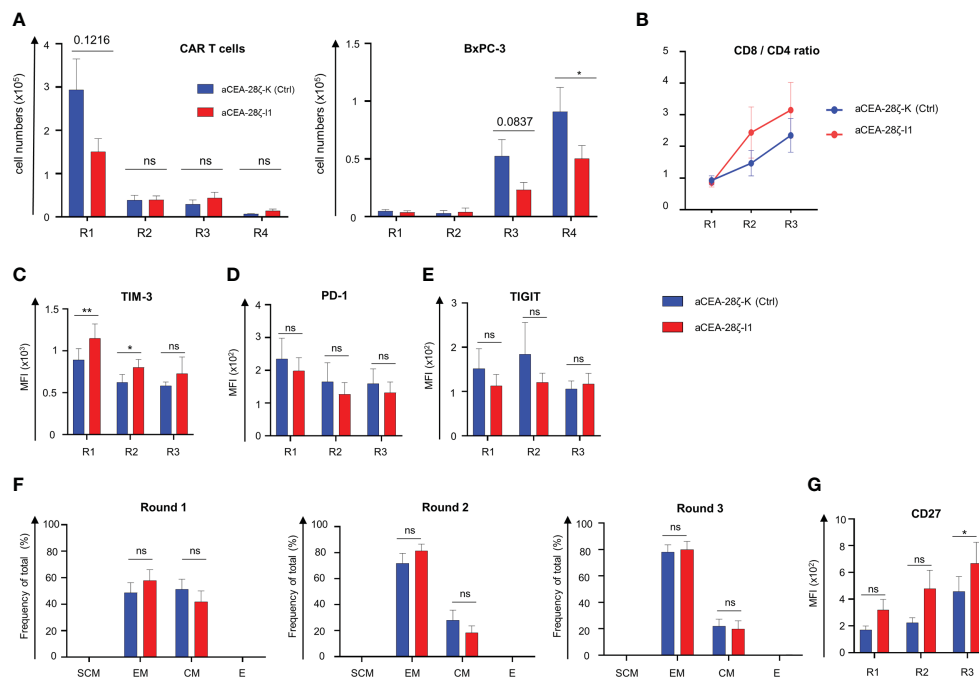 A
CAR T cells
0.1216
aCEA-28ζ-K (Ctrl)
aCEA-28ζ-I1
ns ns ns
cell numbers (x10⁵)
5
4
3
2
1
0
R1 R2 R3 R4
BxPC-3
*
0.0837
cell numbers (x10⁵)
1.5
1
0.5
0
R1 R2 R3 R4
B
CD8 / CD4 ratio
5
4
3
2
1
0
R1 R2 R3
aCEA-28ζ-K (Ctrl)
aCEA-28ζ-I1
C
TIM-3
** * ns
MFI (x10³)
1.5
1
0.5
0
R1 R2 R3
D
PD-1
ns ns ns
MFI (x10²)
4
3
2
1
0
R1 R2 R3
E
TIGIT
ns ns ns
MFI (x10²)
3
2
1
0
R1 R2 R3
aCEA-28ζ-K (Ctrl)
aCEA-28ζ-I1
F
Round 1
ns ns
Frequency of total (%)
100
80
60
40
20
0
SCM EM CM E
Round 2
ns
ns
Frequency of total (%)
100
80
60
40
20
0
SCM EM CM E
Round 3
ns
ns
Frequency of total (%)
100
80
60
40
20
0
SCM EM CM E
G
CD27
*
ns
ns
MFI (x10²)
10
8
6
4
2
0
R1 R2 R3